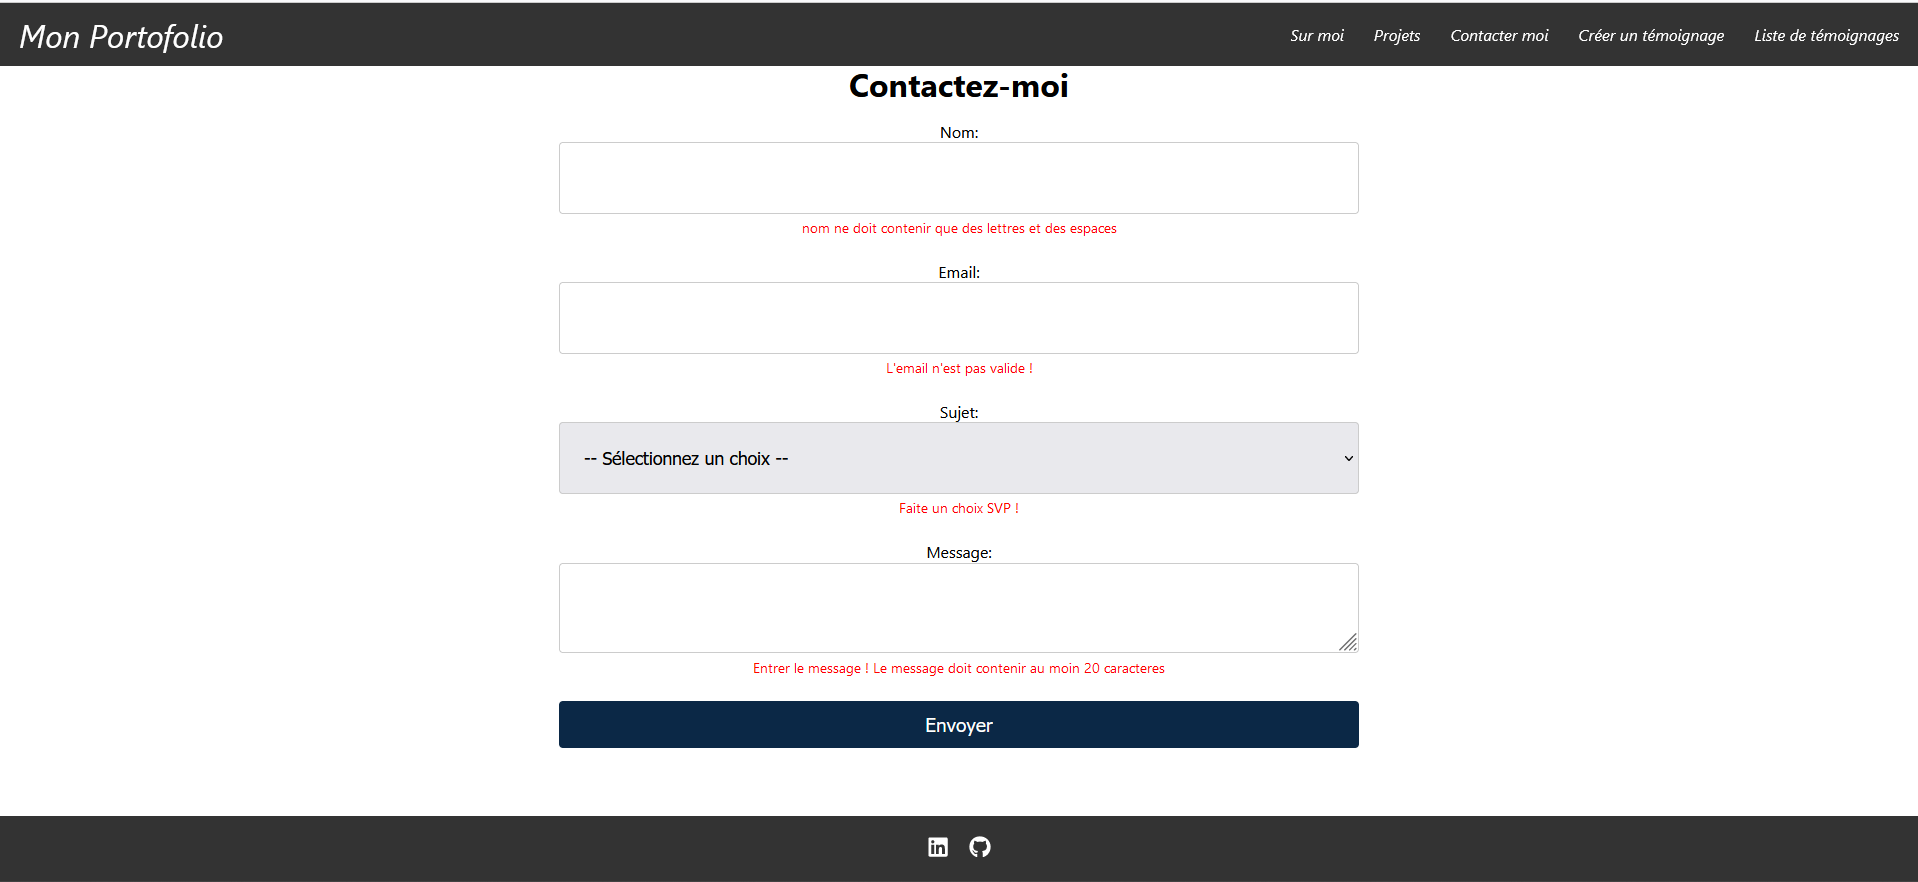 Mon Portofolio
Sur moi Projets Contacter moi Créer un témoignage Liste de témoignages
Contactez-moi
Nom:
nom ne doit contenir que des lettres et des espaces
Email:
L'email n'est pas valide !
Sujet:
-- Sélectionnez un choix --
Faite un choix SVP !
Message:
Entrer le message ! Le message doit contenir au moin 20 caracteres
Envoyer
in